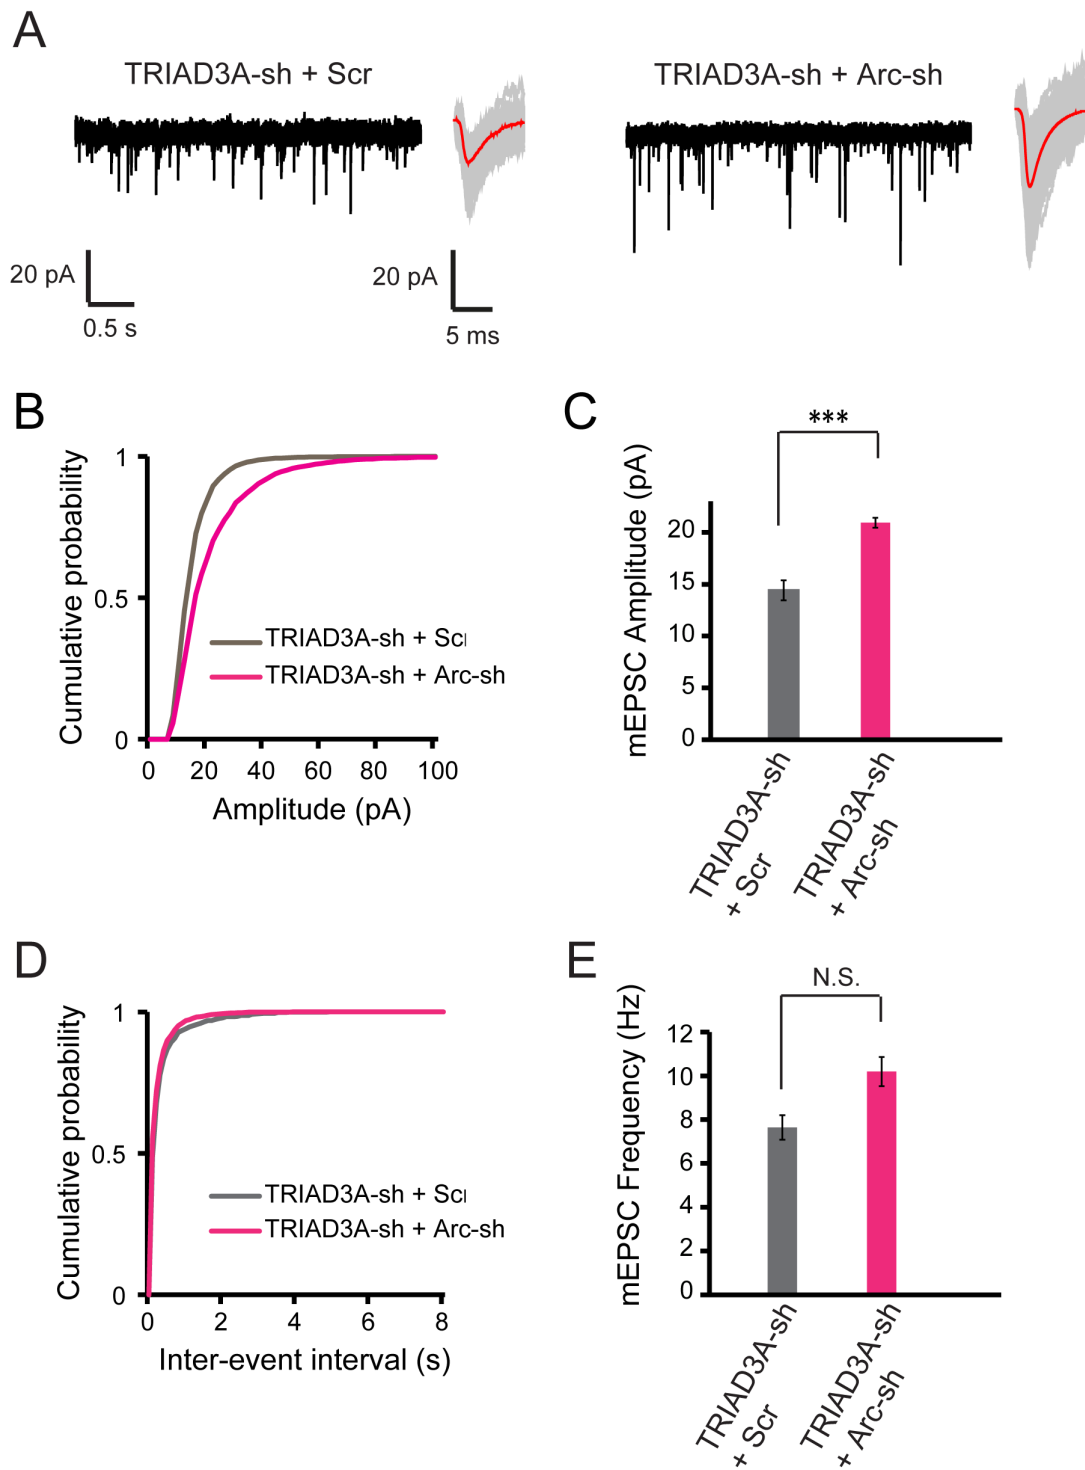 A
TRIAD3A-sh + Scr
TRIAD3A-sh + Arc-sh
20 pA
0.5 s
20 pA
5 ms
B
Cumulative probability
1
0.5
0
0 20 40 60 80 100
Amplitude (pA)
TRIAD3A-sh + Scr
TRIAD3A-sh + Arc-sh
C
***
mEPSC Amplitude (pA)
20
15
10
5
0
TRIAD3A-sh
+ Scr
TRIAD3A-sh
+ Arc-sh
D
Cumulative probability
1
0.5
0
0 2 4 6 8
Inter-event interval (s)
TRIAD3A-sh + Scr
TRIAD3A-sh + Arc-sh
E
N.S.
mEPSC Frequency (Hz)
12
10
8
6
4
2
0
TRIAD3A-sh
+ Scr
TRIAD3A-sh
+ Arc-sh